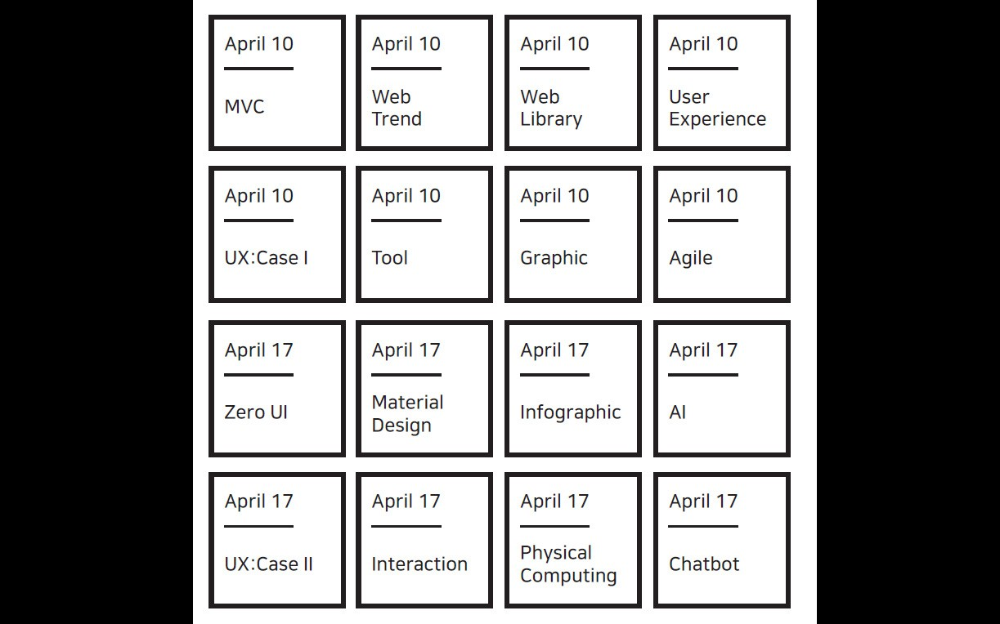 April 10
MVC
April 10
Web
Trend
April 10
Web
Library
April 10
User
Experience
April 10
UX:Case I
April 10
Tool
April 10
Graphic
April 10
Agile
April 17
Zero UI
April 17
Material
Design
April 17
Infographic
April 17
AI
April 17
UX:Case II
April 17
Interaction
April 17
Physical
Computing
April 17
Chatbot